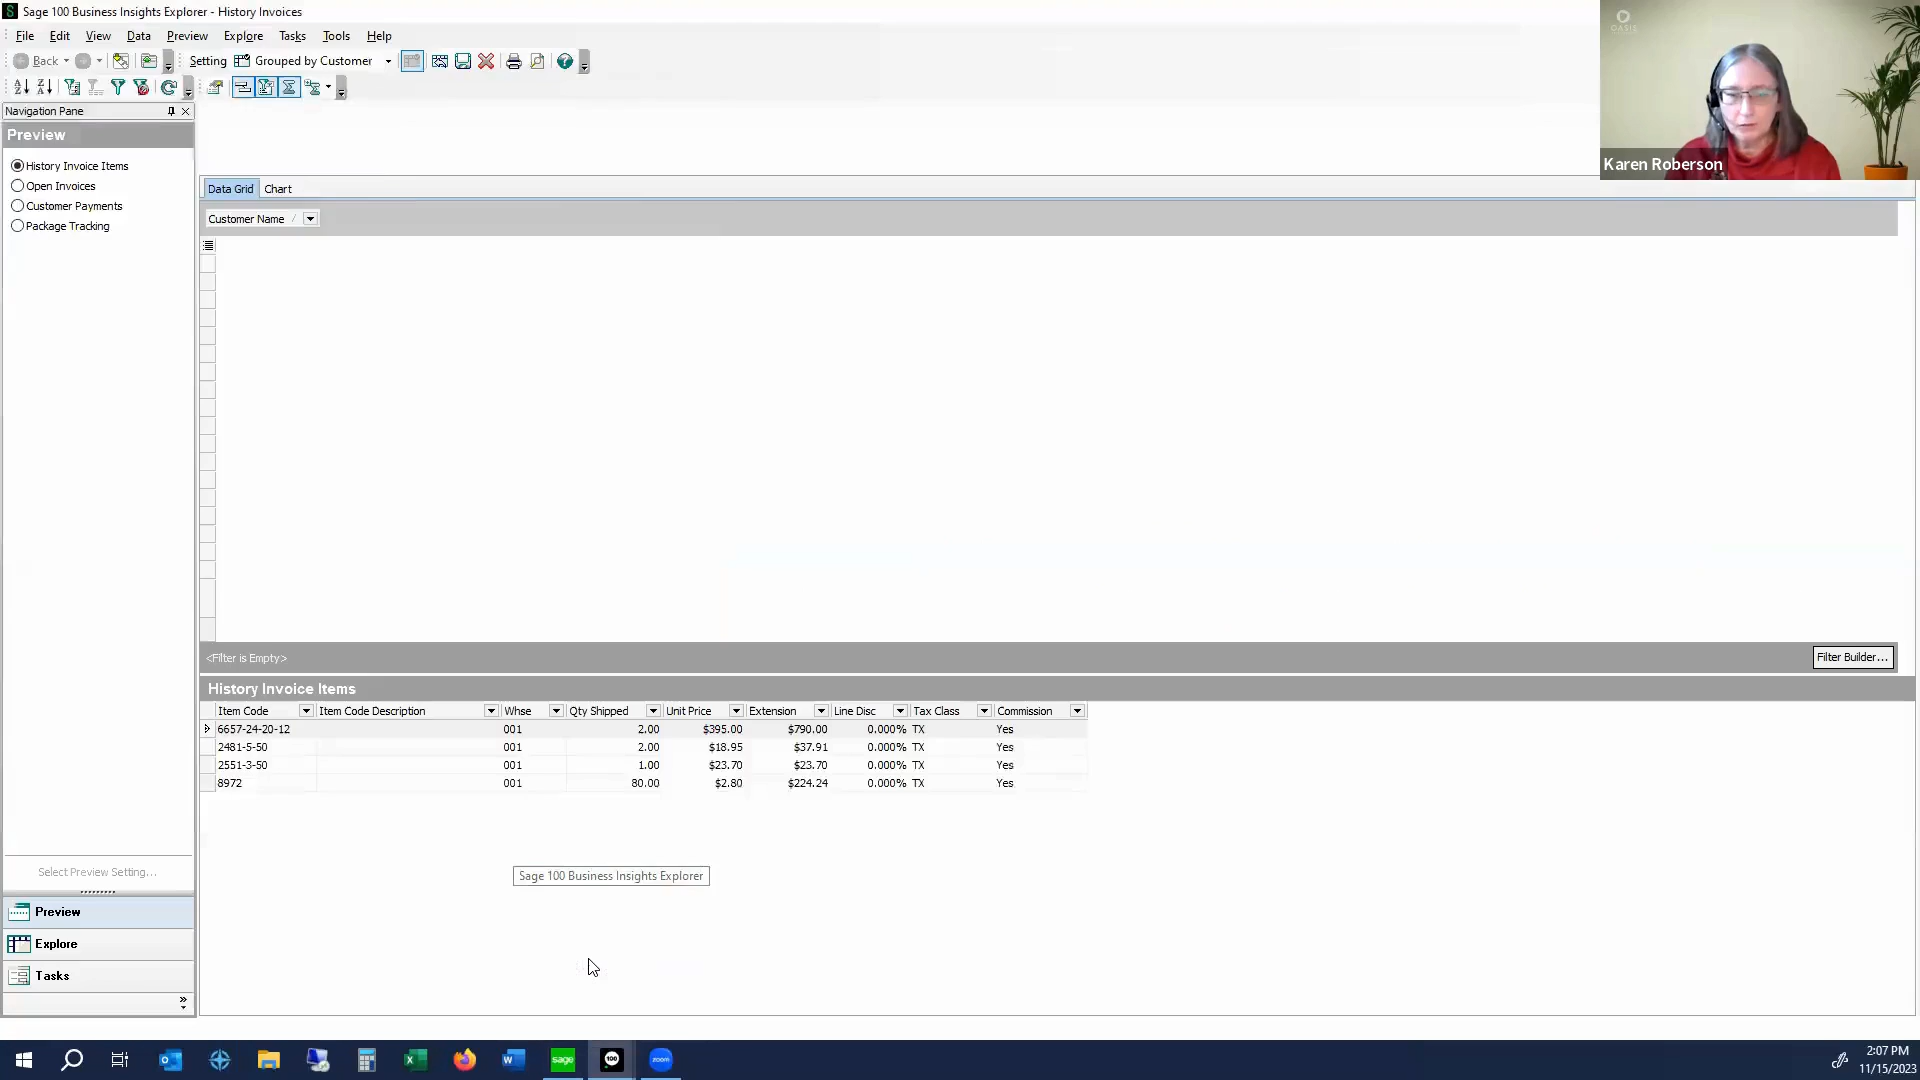 Sage 100 Business Insights Explorer - History Invoices
File Edit View Data Preview Explore Tasks Tools Help
Back Setting Grouped by Customer
Navigation Pane
Preview
History Invoice Items
Open Invoices
Customer Payments
Package Tracking
Select Preview Setting...
Preview
Explore
Tasks
Data Grid Chart
Customer Name
<Filter is Empty> Filter Builder...
History Invoice Items
Item Code Item Code Description Whse Qty Shipped Unit Price Extension Line Disc Tax Class Commission
6657-24-20-12 001 2.00 $395.00 $790.00 0.000% TX Yes
2481-5-50 001 2.00 $18.95 $37.91 0.000% TX Yes
2551-3-50 001 1.00 $23.70 $23.70 0.000% TX Yes
8972 001 80.00 $2.80 $224.24 0.000% TX Yes
Sage 100 Business Insights Explorer
OASIS
Karen Roberson
sage
100
zoom
2:07 PM
11/15/2023